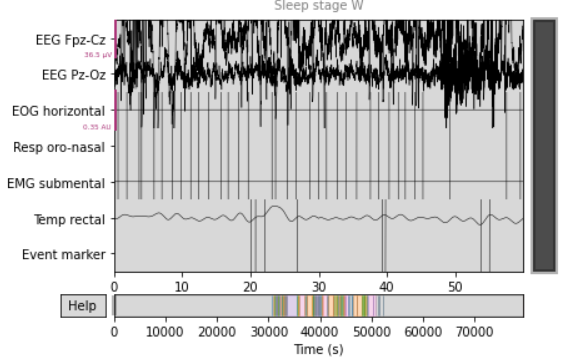 Sleep stage W
EEG Fpz-Cz
36.5 µV
EEG Pz-Oz
EOG horizontal
0.35 AU
Resp oro-nasal
EMG submental
Temp rectal
Event marker
0 10 20 30 40 50
Help
0 10000 20000 30000 40000 50000 60000 70000
Time (s)